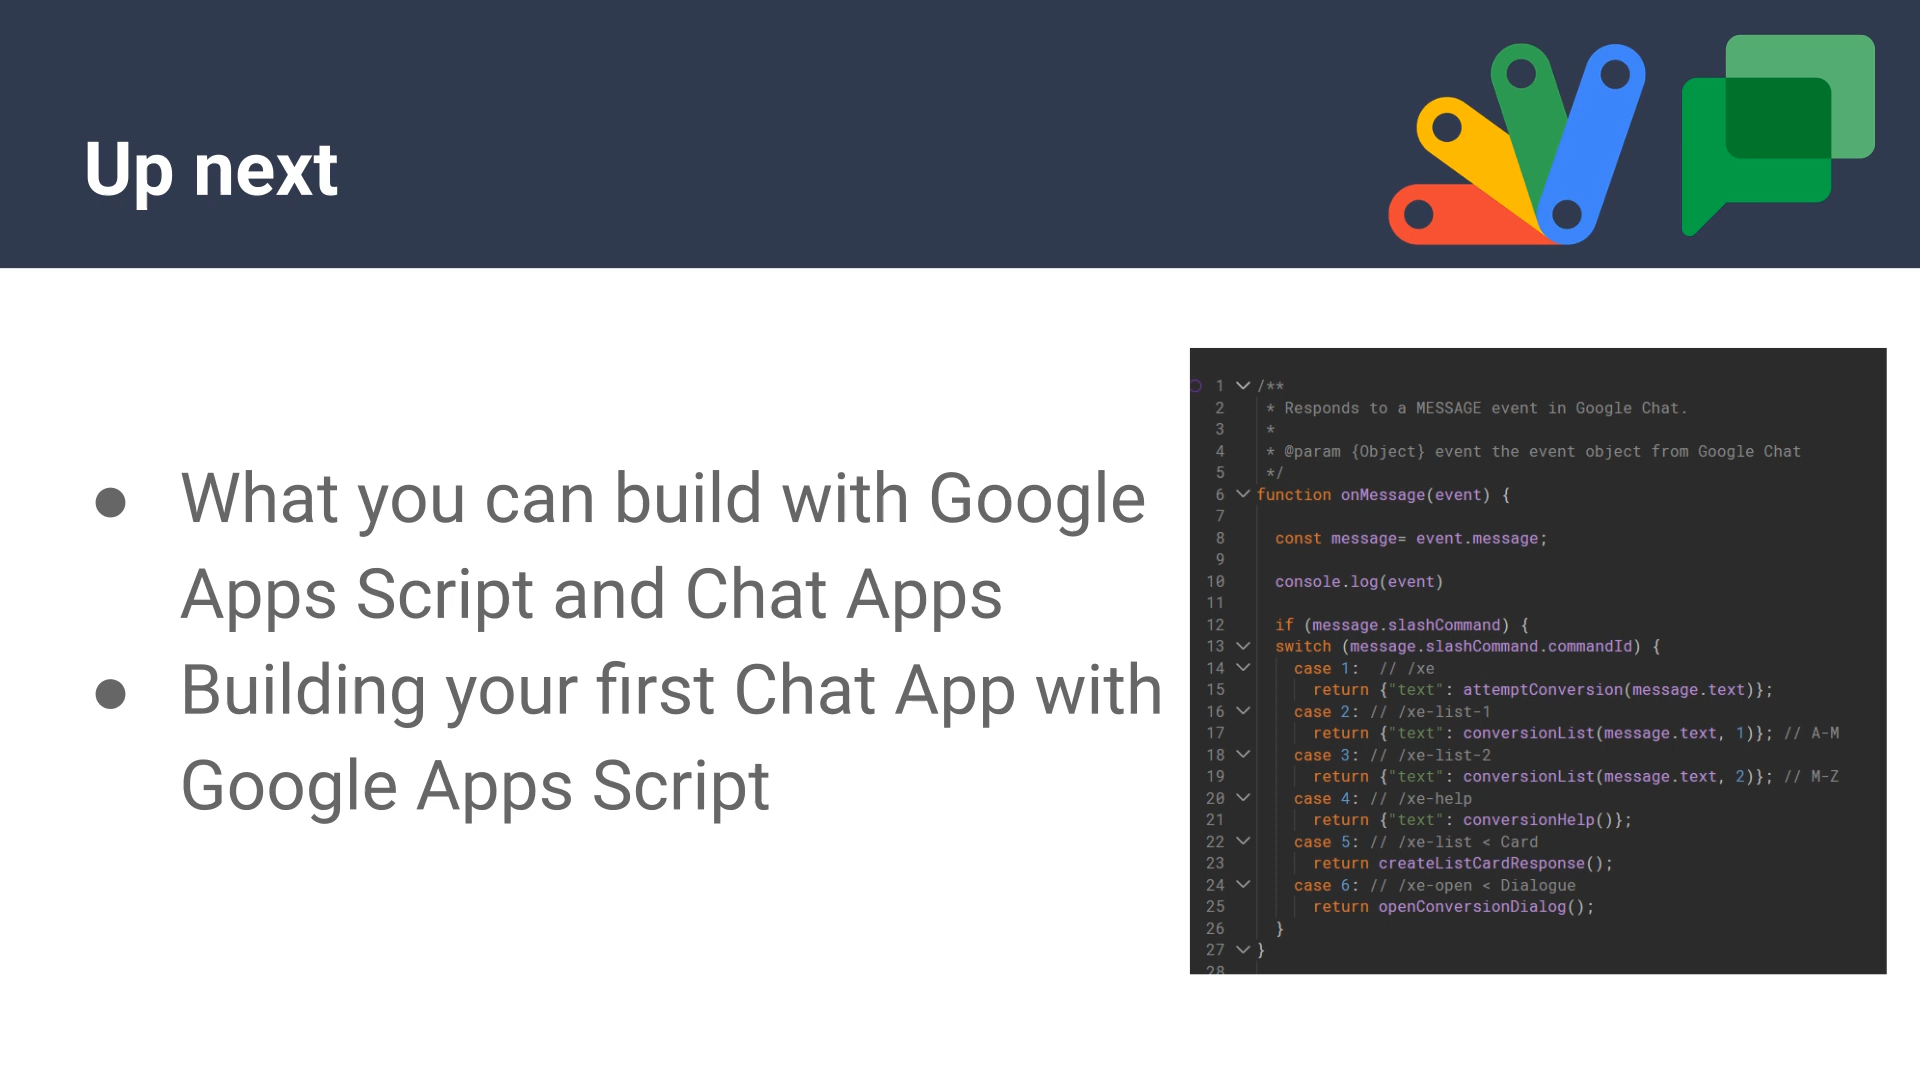 Up next
● What you can build with Google
Apps Script and Chat Apps
● Building your first Chat App with
Google Apps Script
1 /**
2 * Responds to a MESSAGE event in Google Chat.
3 *
4 * @param {Object} event the event object from Google Chat
5 */
6 function onMessage(event) {
7
8 const message= event.message;
9
10 console.log(event)
11
12 if (message.slashCommand) {
13 switch (message.slashCommand.commandId) {
14 case 1: // /xe
15 return {"text": attemptConversion(message.text)};
16 case 2: // /xe-list-1
17 return {"text": conversionList(message.text, 1)}; // A-M
18 case 3: // /xe-list-2
19 return {"text": conversionList(message.text, 2)}; // M-Z
20 case 4: // /xe-help
21 return {"text": conversionHelp()};
22 case 5: // /xe-list < Card
23 return createListCardResponse();
24 case 6: // /xe-open < Dialogue
25 return openConversionDialog();
26 }
27 }
28